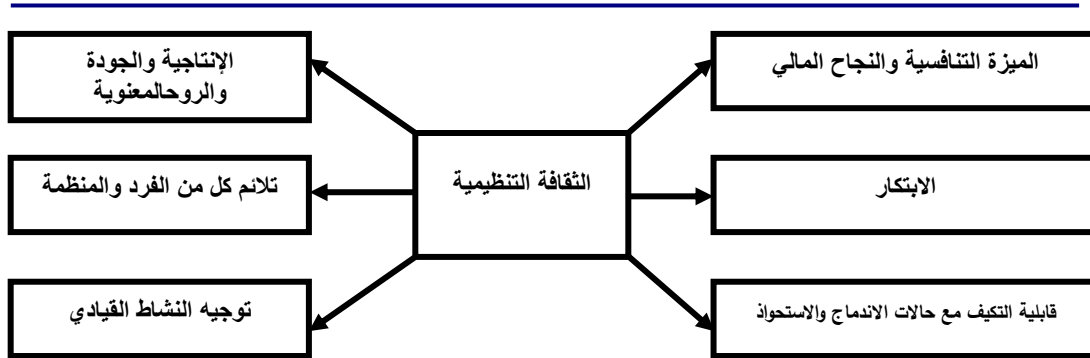 الميزة التنافسية والنجاح المالي
الإنتاجية والجودة
والروحالمعنوية
الثقافة التنظيمية
الابتكار
تلائم كل من الفرد والمنظمة
قابلية التكيف مع حالات الاندماج والاستحواذ
توجيه النشاط القيادي